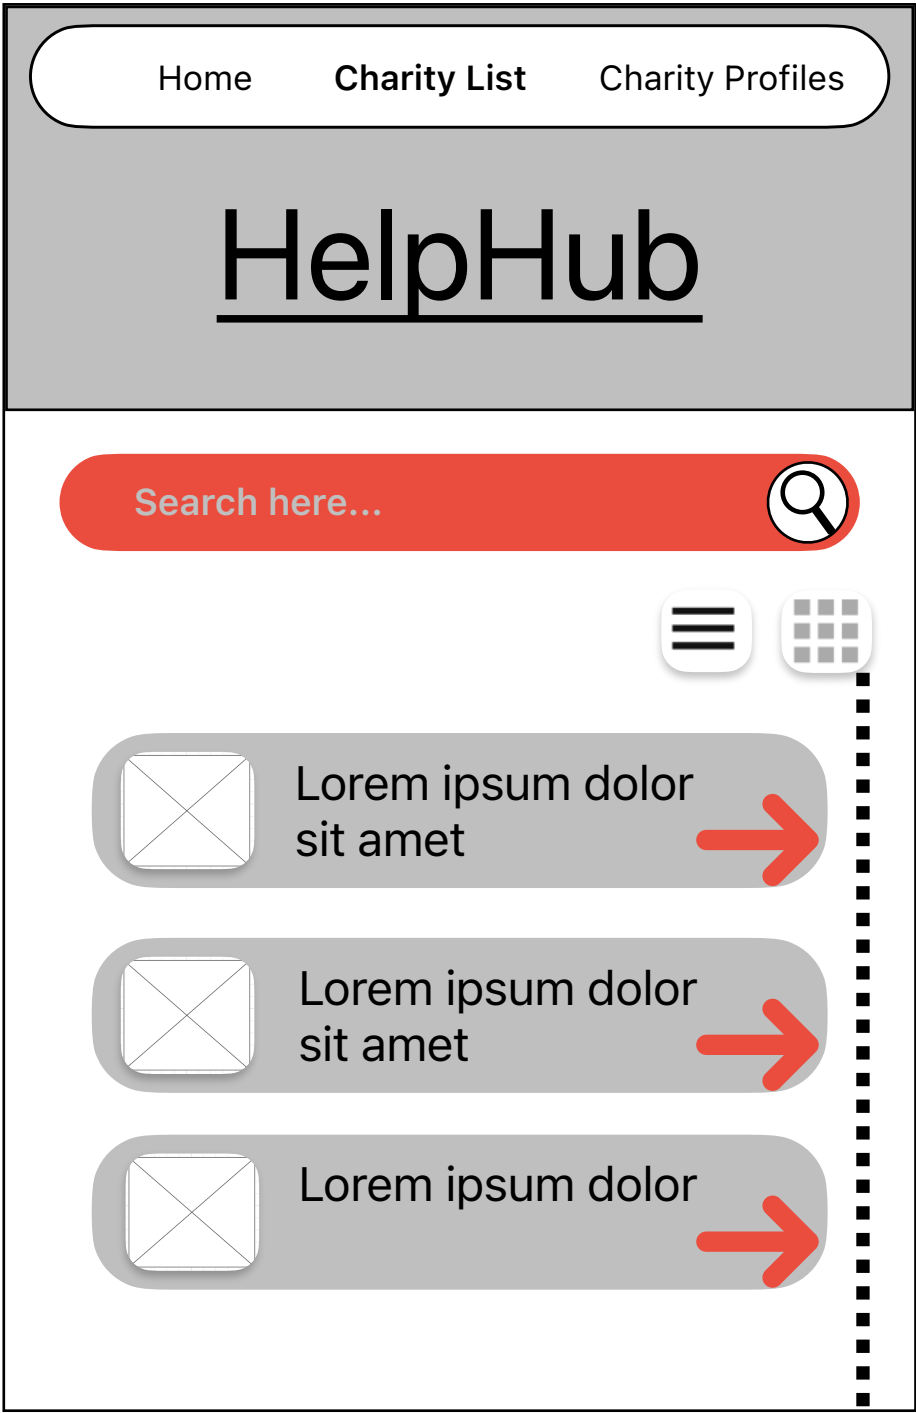 Home Charity List Charity Profiles
HelpHub
Search here...
Lorem ipsum dolor
sit amet
Lorem ipsum dolor
sit amet
Lorem ipsum dolor